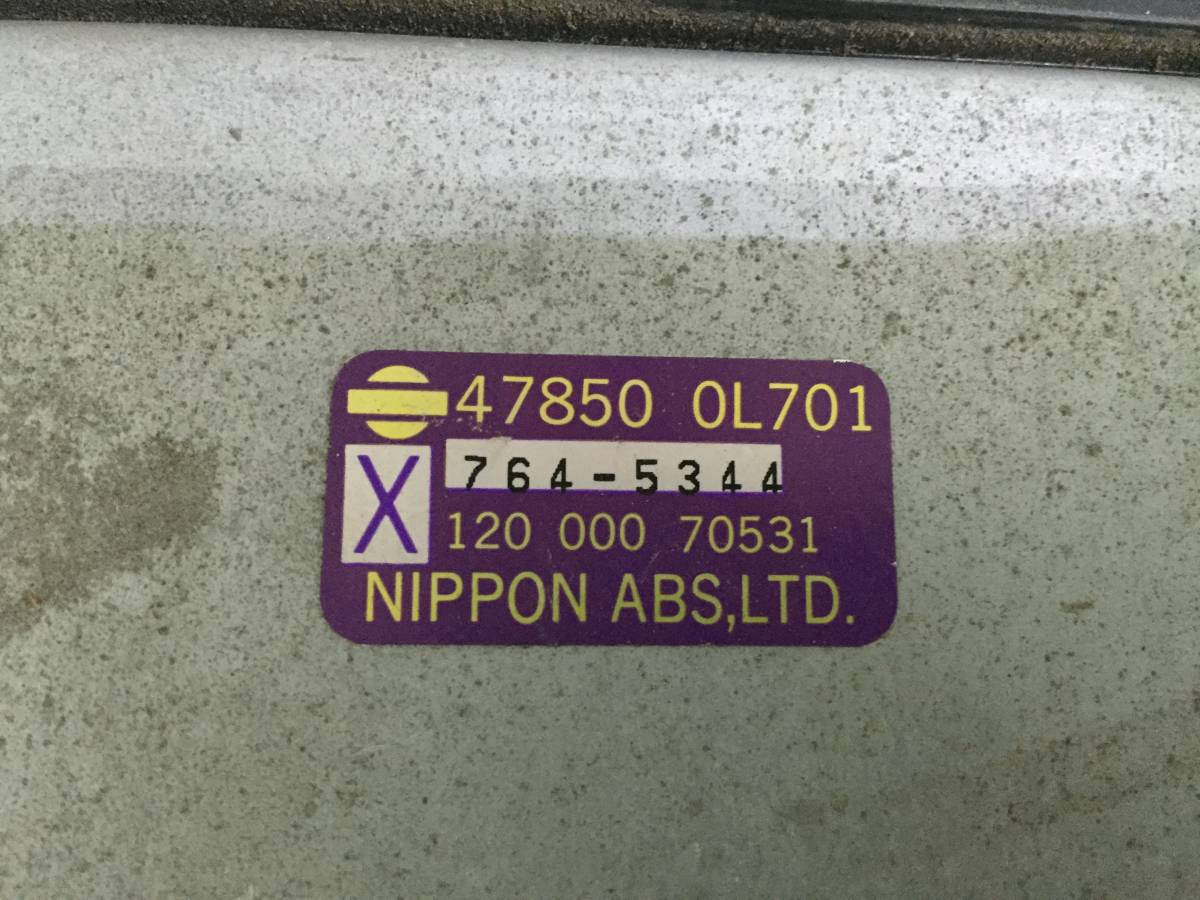 47850 0L701
X 764-5344
120 000 70531
NIPPON ABS,LTD.